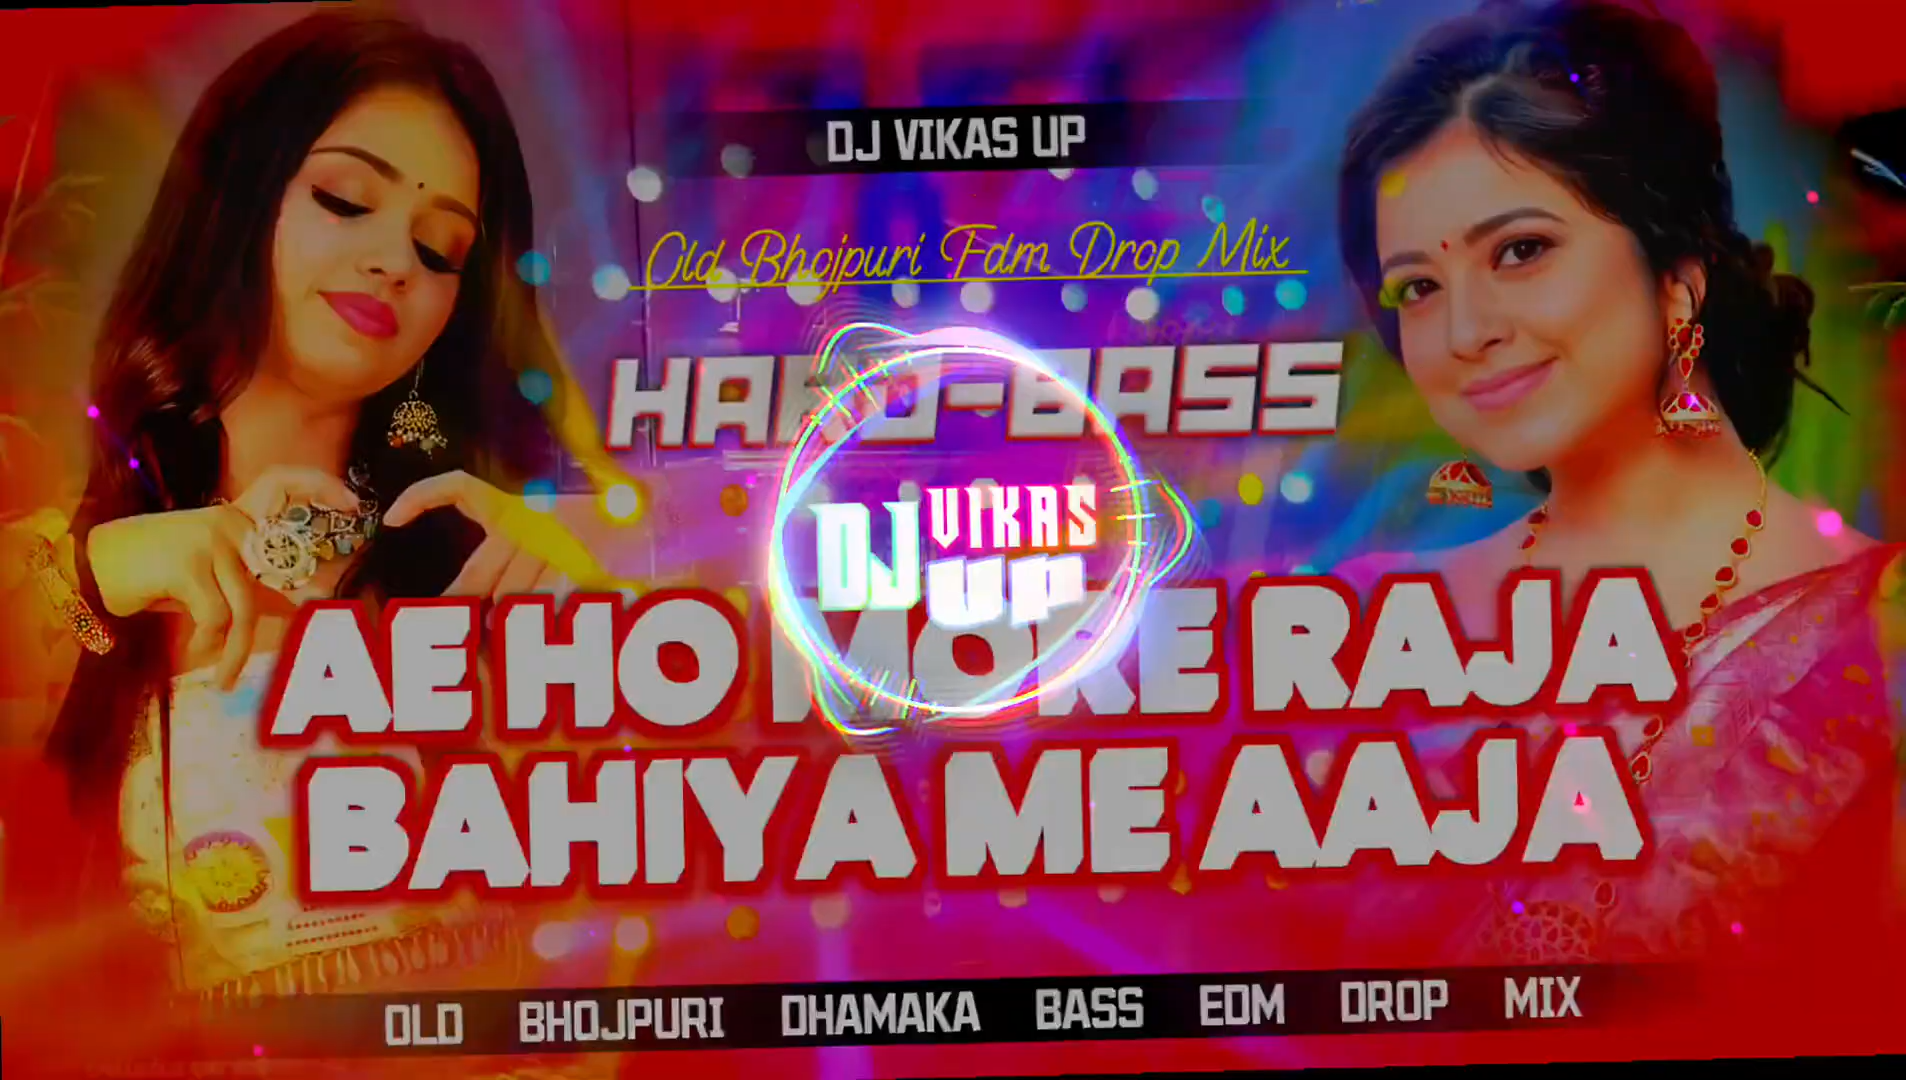 DJ VIKAS UP
Old Bhojpuri Edm Drop Mix
HARD-BASS
DJ VIKAS UP
AE HO MORE RAJA
BAHIYA ME AAJA
OLD BHOJPURI DHAMAKA BASS EDM DROP MIX